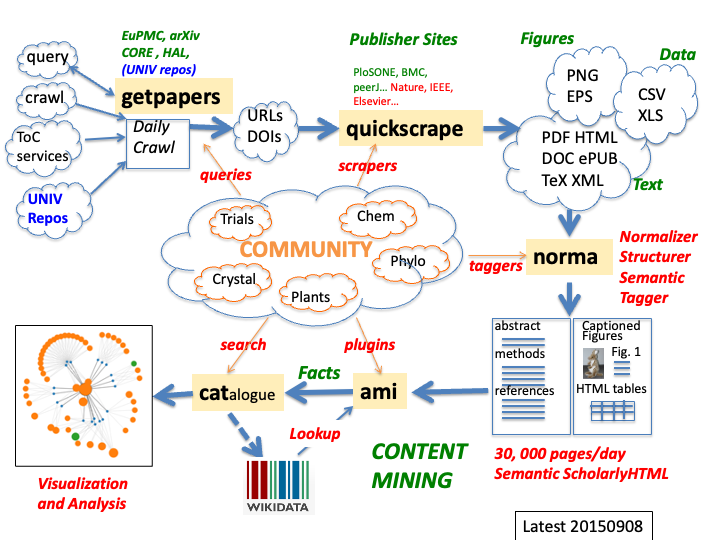 EuPMC, arXiv
CORE , HAL,
(UNIV repos)
query
crawl
ToC
services
UNIV
Repos
getpapers
Daily
Crawl
URLs
DOIs
Publisher Sites
PloSONE, BMC,
peerJ... Nature, IEEE,
Elsevier...
quickscrape
Figures
Data
PNG
EPS
CSV
XLS
PDF HTML
DOC ePUB
TeX XML
Text
queries
scrapers
COMMUNITY
Trials
Chem
Phylo
Crystal
Plants
taggers
norma
Normalizer
Structurer
Semantic
Tagger
abstract
methods
references
Captioned
Figures
Fig. 1
HTML tables
30, 000 pages/day
Semantic ScholarlyHTML
search
plugins
Facts
catalogue
ami
Lookup
WIKIDATA
CONTENT
MINING
Visualization
and Analysis
Latest 20150908